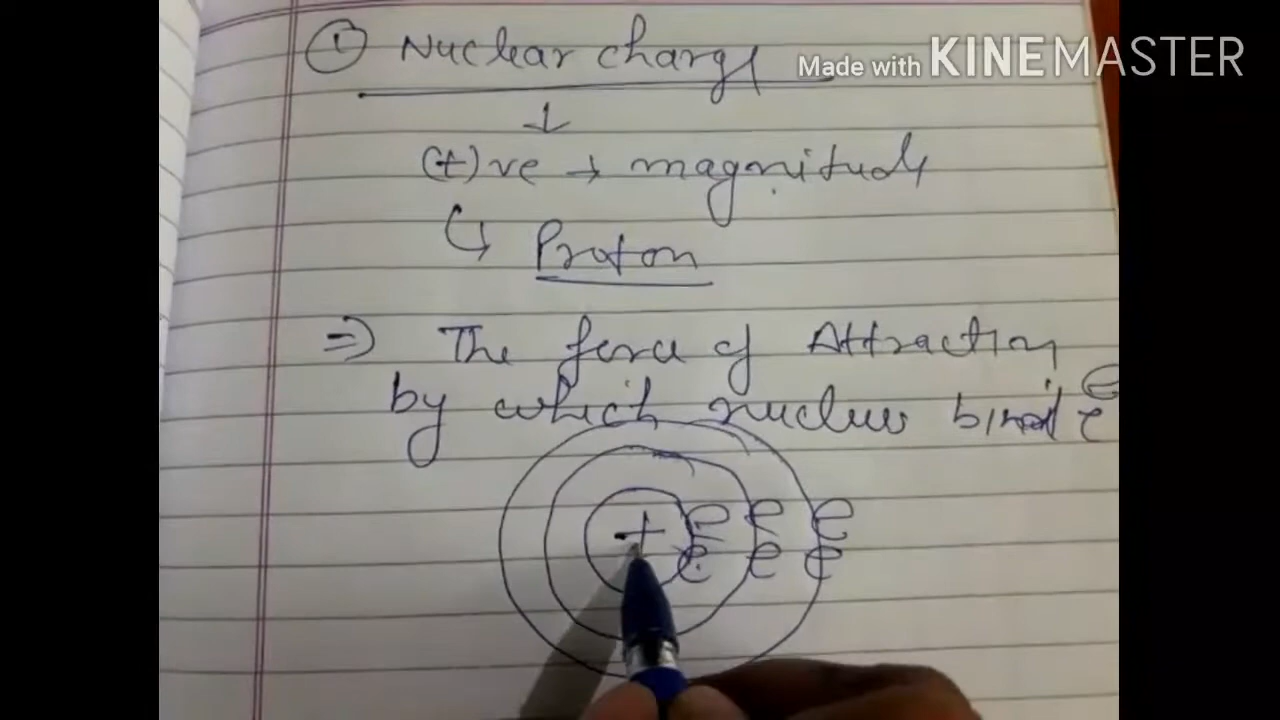 ① Nuclear charge
Made with KINEMASTER
↓
(+)ve → magnitude
↳ Proton
⇒ The force of Attraction
by which nucleus bind e⊖
+ e e e
e e e